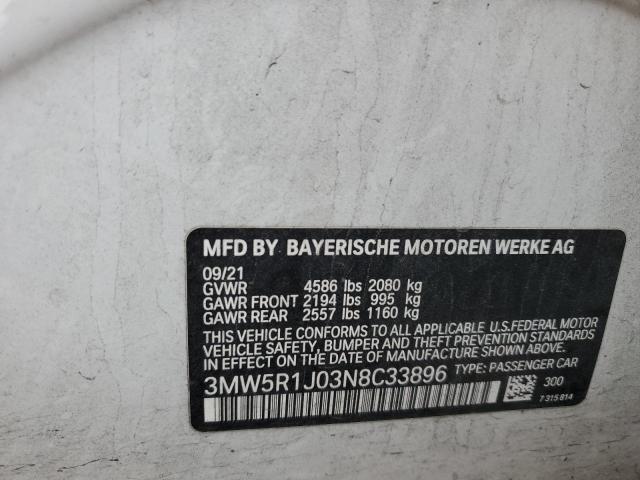 MFD BY BAYERISCHE MOTOREN WERKE AG
09/21
GVWR 4586 lbs 2080 kg
GAWR FRONT 2194 lbs 995 kg
GAWR REAR 2557 lbs 1160 kg
THIS VEHICLE CONFORMS TO ALL APPLICABLE U.S.FEDERAL MOTOR
VEHICLE SAFETY, BUMPER AND THEFT PREVENTION STANDARDS
IN EFFECT ON THE DATE OF MANUFACTURE SHOWN ABOVE.
3MW5R1J03N8C33896 TYPE: PASSENGER CAR
300
7 315 814